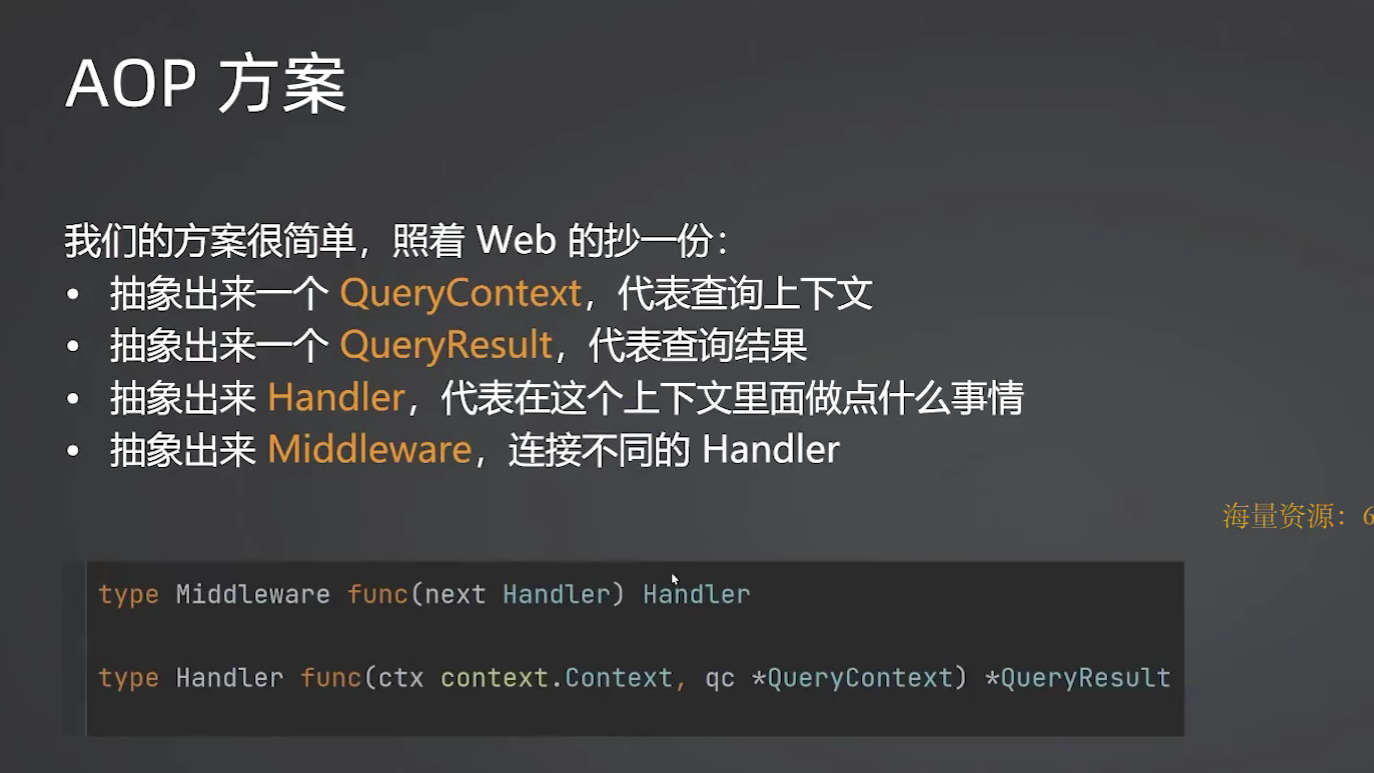 AOP 方案
我们的方案很简单，照着 Web 的抄一份：
• 抽象出来一个 QueryContext，代表查询上下文
• 抽象出来一个 QueryResult，代表查询结果
• 抽象出来 Handler，代表在这个上下文里面做点什么事情
• 抽象出来 Middleware，连接不同的 Handler
海量资源：6
type Middleware func(next Handler) Handler
type Handler func(ctx context.Context, qc *QueryContext) *QueryResult